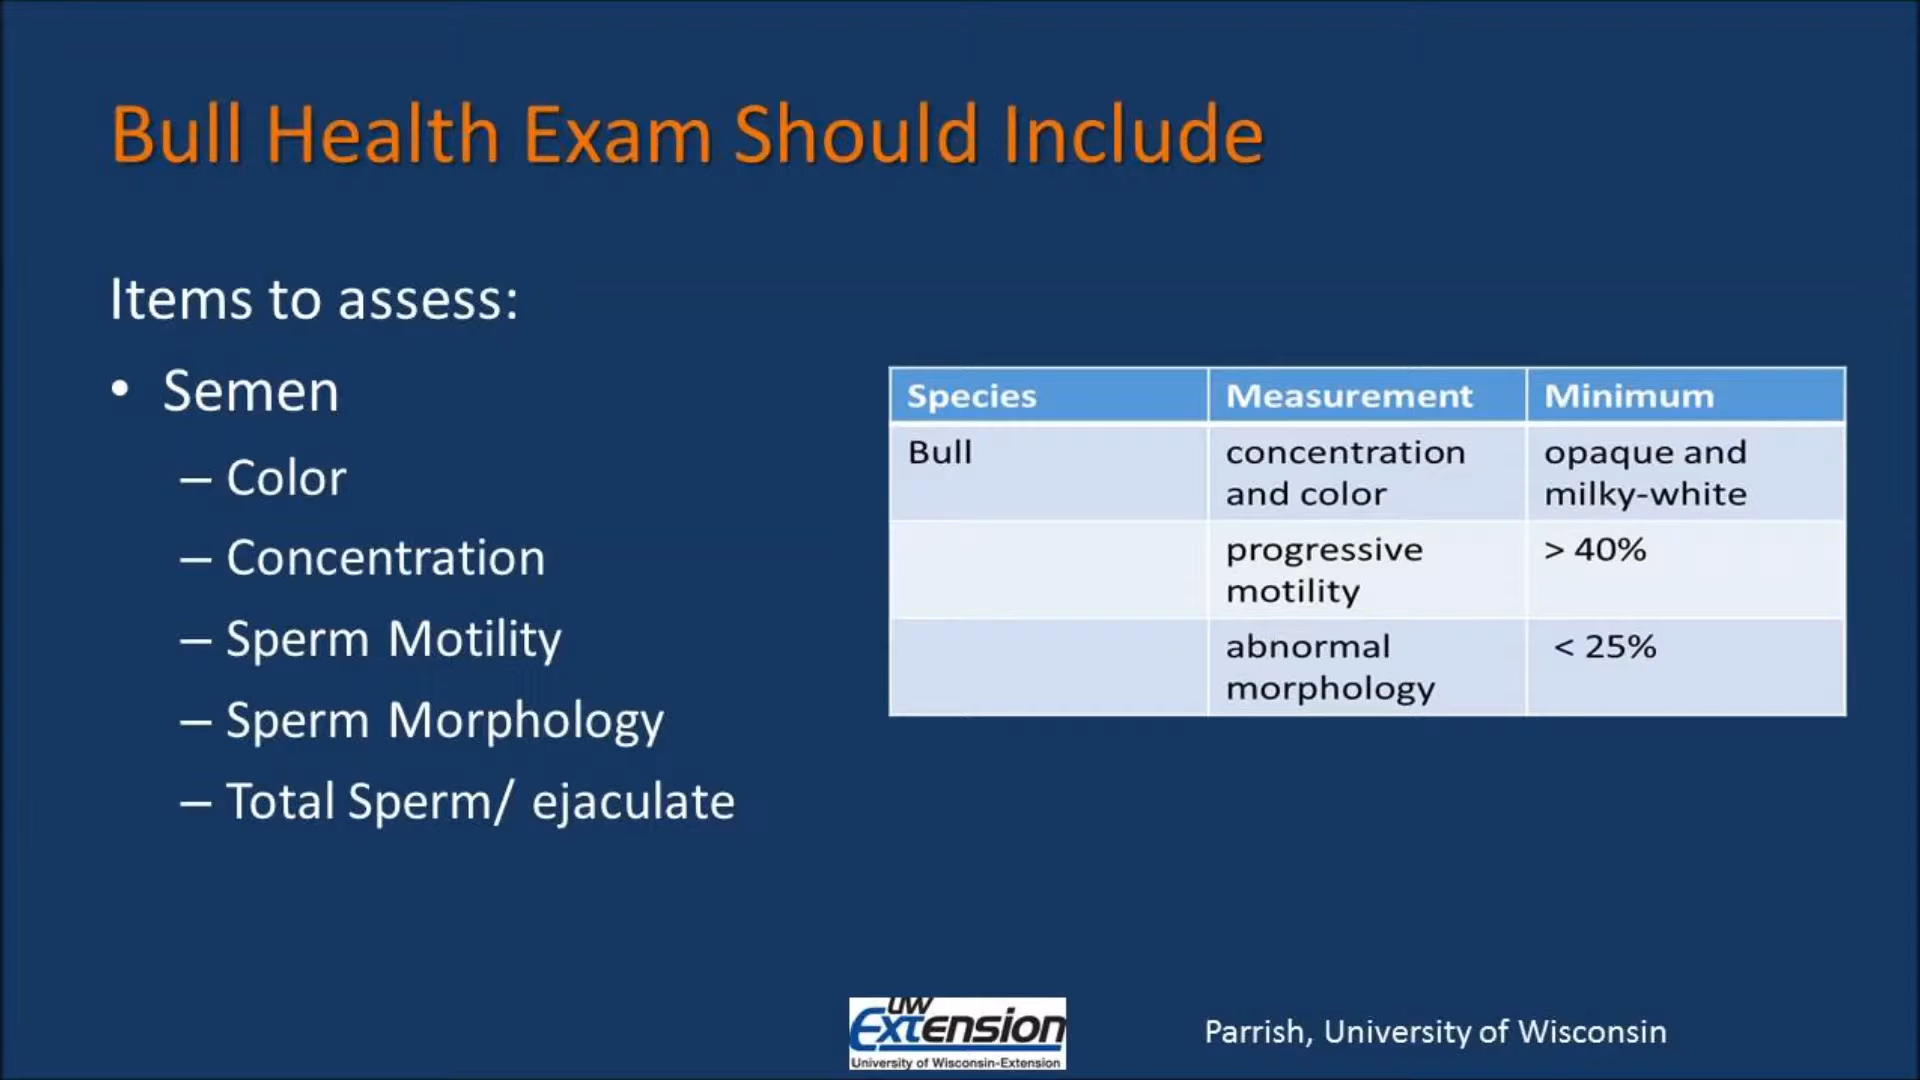 Bull Health Exam Should Include
Items to assess:
• Semen
– Color
– Concentration
– Sperm Motility
– Sperm Morphology
– Total Sperm/ ejaculate
Species Measurement Minimum
Bull concentration and color opaque and milky-white
progressive motility > 40%
abnormal morphology < 25%
UW
Extension
University of Wisconsin-Extension
Parrish, University of Wisconsin